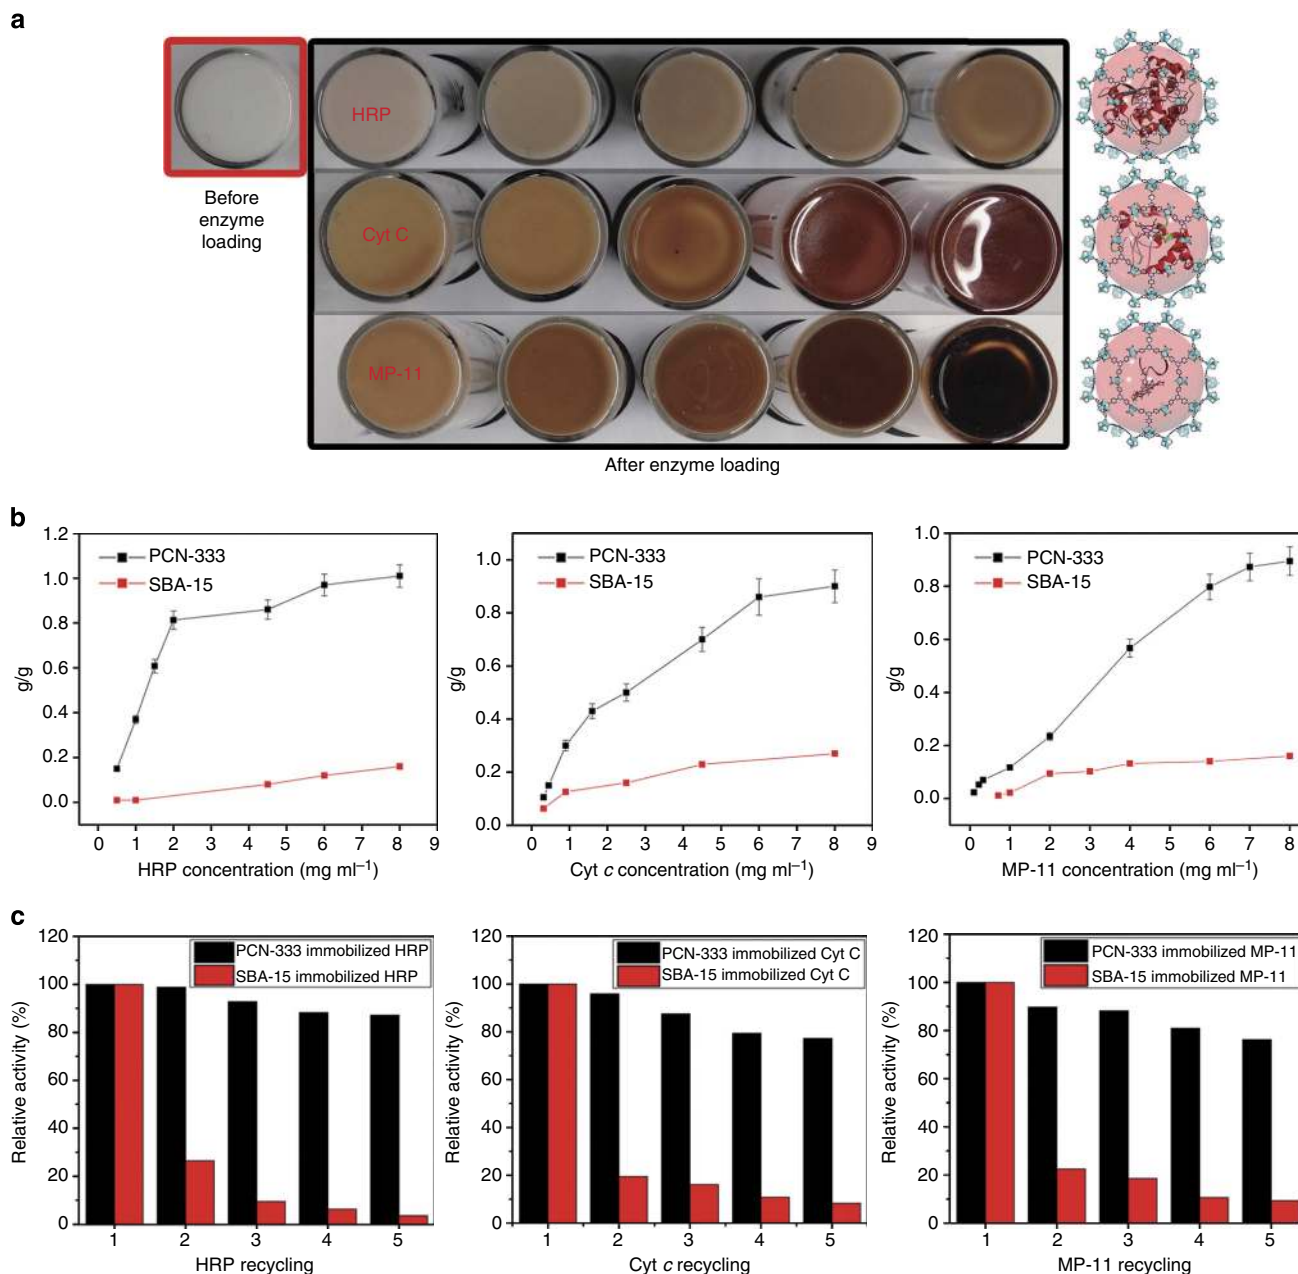 a
HRP
Cyt C
MP-11
Before
enzyme
loading
After enzyme loading
b
1.2
1.0
0.8
0.6
0.4
0.2
0.0
g/g
PCN-333
SBA-15
0 1 2 3 4 5 6 7 8 9
HRP concentration (mg ml⁻¹)
1.0
0.8
0.6
0.4
0.2
0.0
g/g
PCN-333
SBA-15
0 1 2 3 4 5 6 7 8 9
Cyt c concentration (mg ml⁻¹)
1.0
0.8
0.6
0.4
0.2
0.0
g/g
PCN-333
SBA-15
0 1 2 3 4 5 6 7 8
MP-11 concentration (mg ml⁻¹)
c
120
100
80
60
40
20
0
Relative activity (%)
PCN-333 immobilized HRP
SBA-15 immobilized HRP
1 2 3 4 5
HRP recycling
120
100
80
60
40
20
0
Relative activity (%)
PCN-333 immobilized Cyt C
SBA-15 immobilized Cyt C
1 2 3 4 5
Cyt c recycling
120
100
80
60
40
20
0
Relative activity (%)
PCN-333 immobilized MP-11
SBA-15 immobilized MP-11
1 2 3 4 5
MP-11 recycling